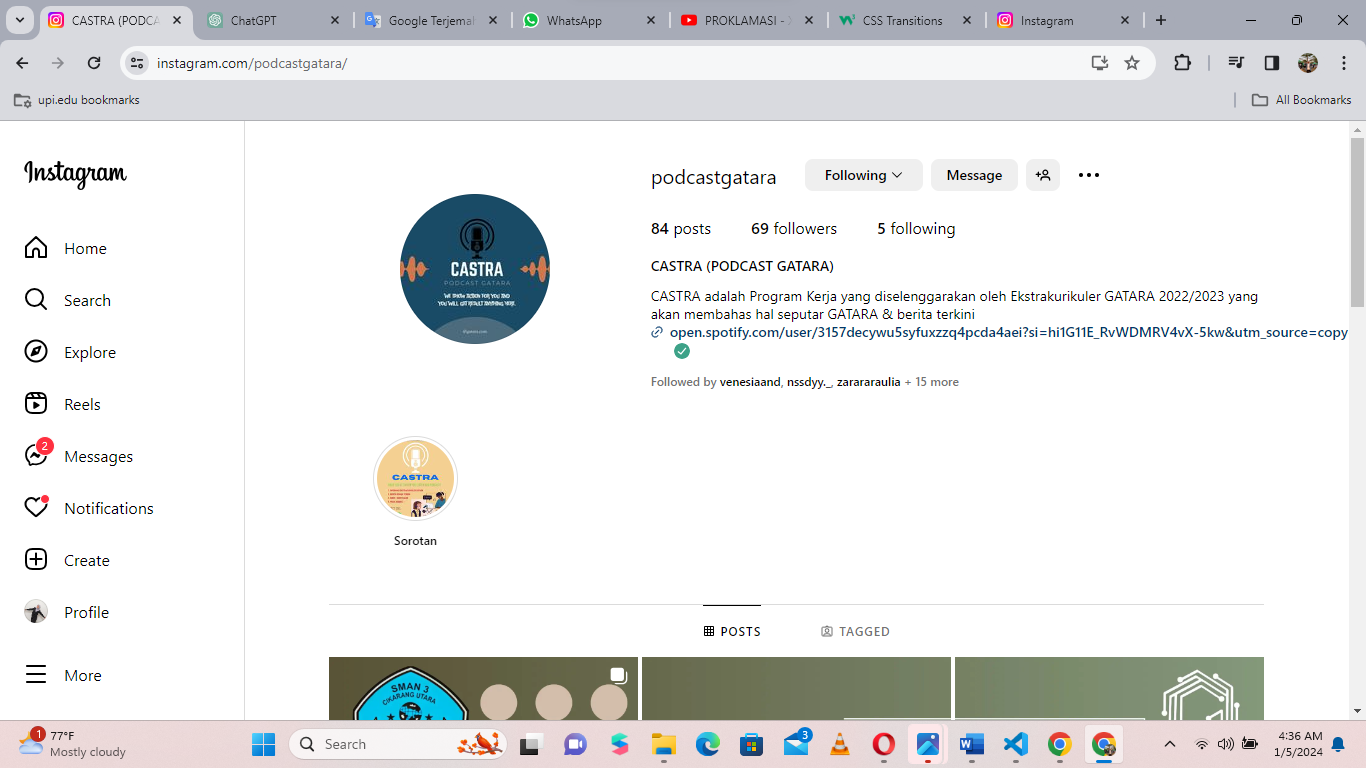 CASTRA (PODCA
ChatGPT
Google Terjemah
WhatsApp
PROKLAMASI - X
CSS Transitions
Instagram
instagram.com/podcastgatara/
upi.edu bookmarks
All Bookmarks
Instagram
Home
Search
Explore
Reels
2
Messages
Notifications
Create
Profile
More
CASTRA
PODCAST GATARA
WE KNOW ACTION FOR YOU AND
YOU WILL GOT RESULT ANYTHING HERE
podcastgatara
Following
Message
84 posts
69 followers
5 following
CASTRA (PODCAST GATARA)
CASTRA adalah Program Kerja yang diselenggarakan oleh Ekstrakurikuler GATARA 2022/2023 yang
akan membahas hal seputar GATARA & berita terkini
open.spotify.com/user/3157decywu5syfuxzzq4pcda4aei?si=hi1G11E_RvWDMRV4vX-5kw&utm_source=copy
Followed by venesiaand, nssdyy._, zarararaulia + 15 more
CASTRA
Sorotan
POSTS
TAGGED
SMAN 3
CIKARANG UTARA
1
77°F
Mostly cloudy
Search
3
4:36 AM
1/5/2024